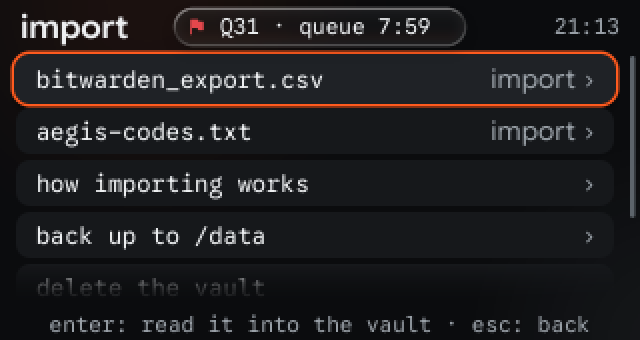 import
Q31 · queue 7:59
21:13
bitwarden_export.csv import ›
aegis-codes.txt import ›
how importing works ›
back up to /data ›
delete the vault
enter: read it into the vault · esc: back